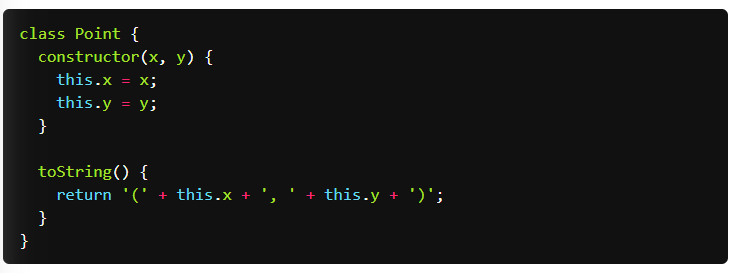 class Point {
  constructor(x, y) {
    this.x = x;
    this.y = y;
  }

  toString() {
    return '(' + this.x + ', ' + this.y + ')';
  }
}